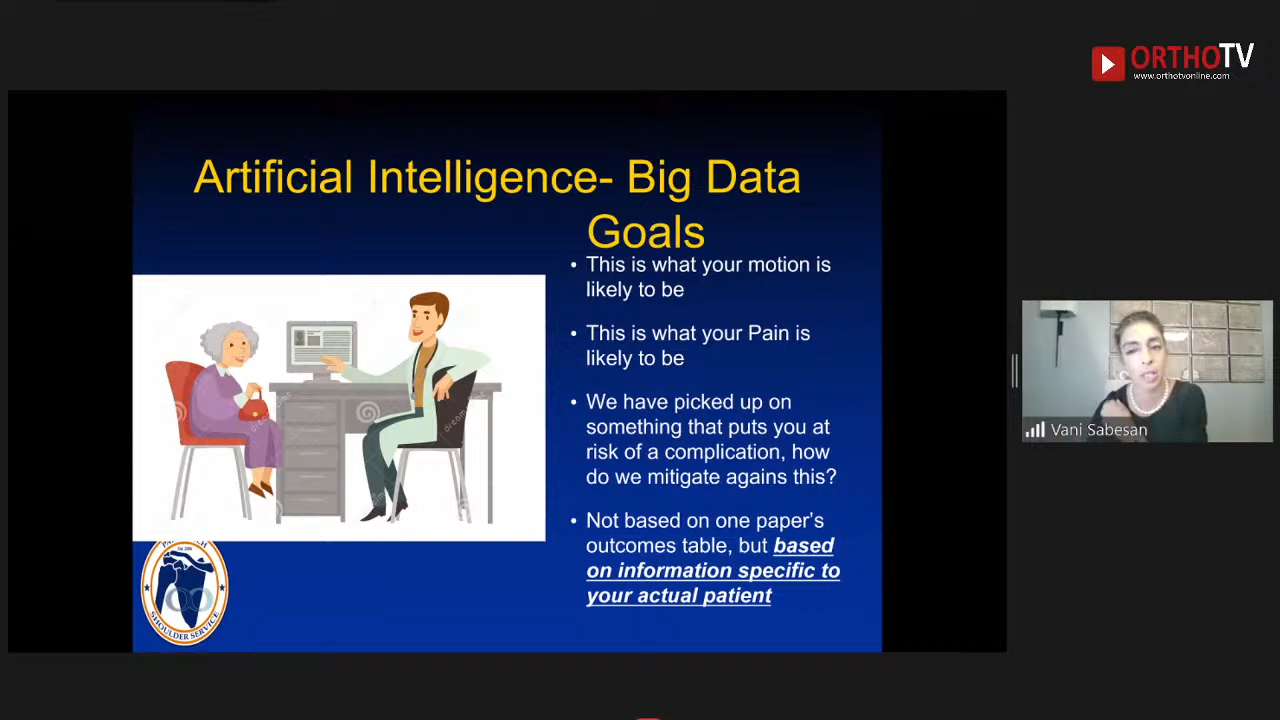 ORTHOTV
www.orthotvonline.com
Artificial Intelligence- Big Data
Goals
• This is what your motion is
likely to be
• This is what your Pain is
likely to be
• We have picked up on
something that puts you at
risk of a complication, how
do we mitigate agains this?
• Not based on one paper's
outcomes table, but based
on information specific to
your actual patient
SHOULDER SERVICE
Vani Sabesan